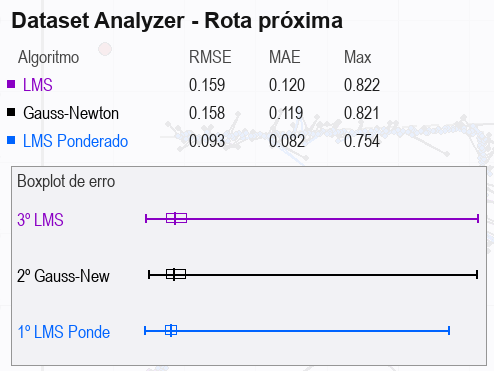 Dataset Analyzer - Rota próxima
Algoritmo RMSE MAE Max
LMS 0.159 0.120 0.822
Gauss-Newton 0.158 0.119 0.821
LMS Ponderado 0.093 0.082 0.754
Boxplot de erro
3º LMS
2º Gauss-New
1º LMS Ponde